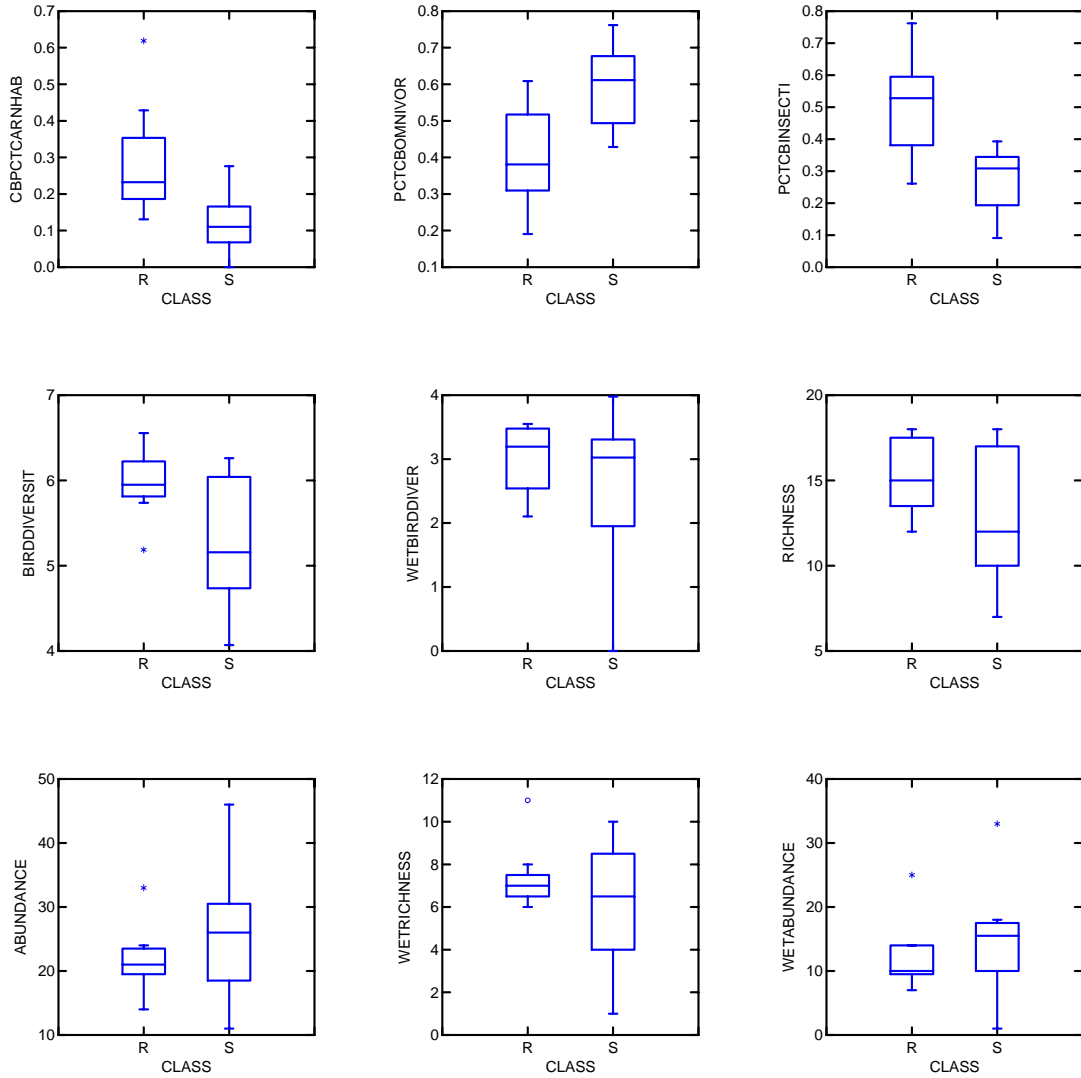 0.7
0.6
0.5
0.4
0.3
0.2
0.1
0.0
CBPCTCARNHAB
R S
CLASS
0.8
0.7
0.6
0.5
0.4
0.3
0.2
0.1
PCTCBOMNIVOR
R S
CLASS
0.8
0.7
0.6
0.5
0.4
0.3
0.2
0.1
0.0
PCTCBINSECTI
R S
CLASS
7
6
5
4
BIRDDIVERSIT
R S
CLASS
4
3
2
1
0
WETBIRDDIVER
R S
CLASS
20
15
10
5
RICHNESS
R S
CLASS
50
40
30
20
10
ABUNDANCE
R S
CLASS
12
10
8
6
4
2
0
WETRICHNESS
R S
CLASS
40
30
20
10
0
WETABUNDANCE
R S
CLASS